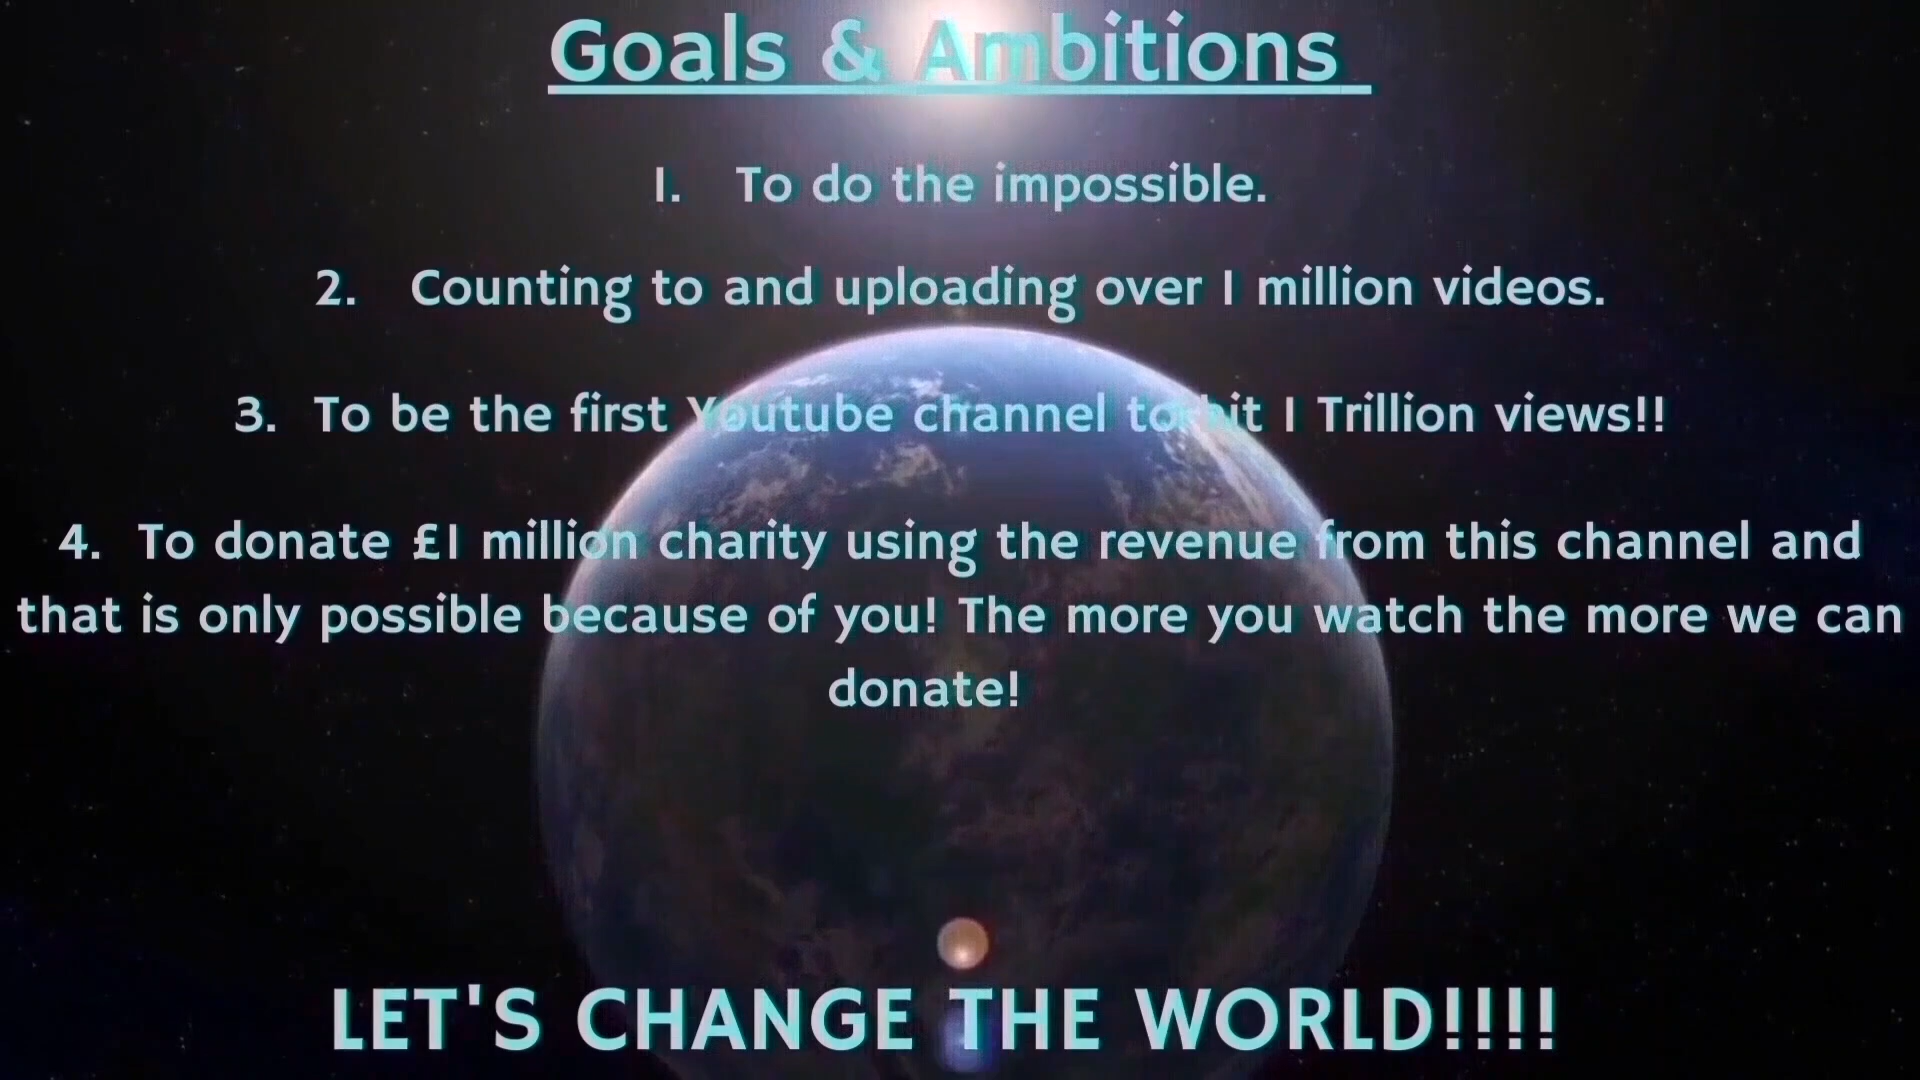 Goals & Ambitions
1. To do the impossible.
2. Counting to and uploading over 1 million videos.
3. To be the first Youtube channel to hit 1 Trillion views!!
4. To donate £1 million charity using the revenue from this channel and
that is only possible because of you! The more you watch the more we can
donate!
LET'S CHANGE THE WORLD!!!!